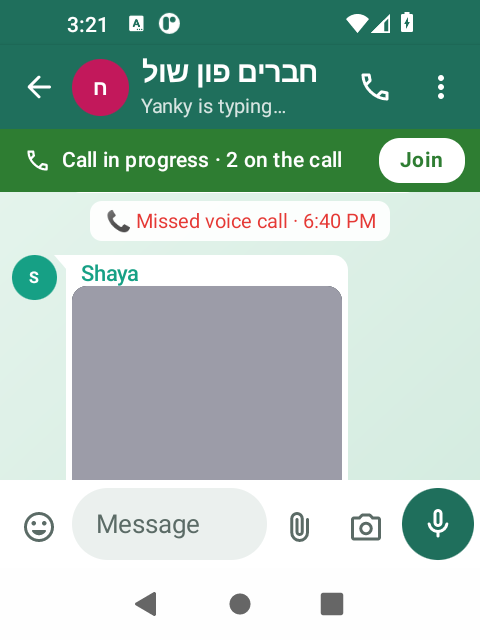 3:21 A
ח חברים פון שול
Yanky is typing…
Call in progress · 2 on the call Join
Missed voice call · 6:40 PM
S Shaya
Message